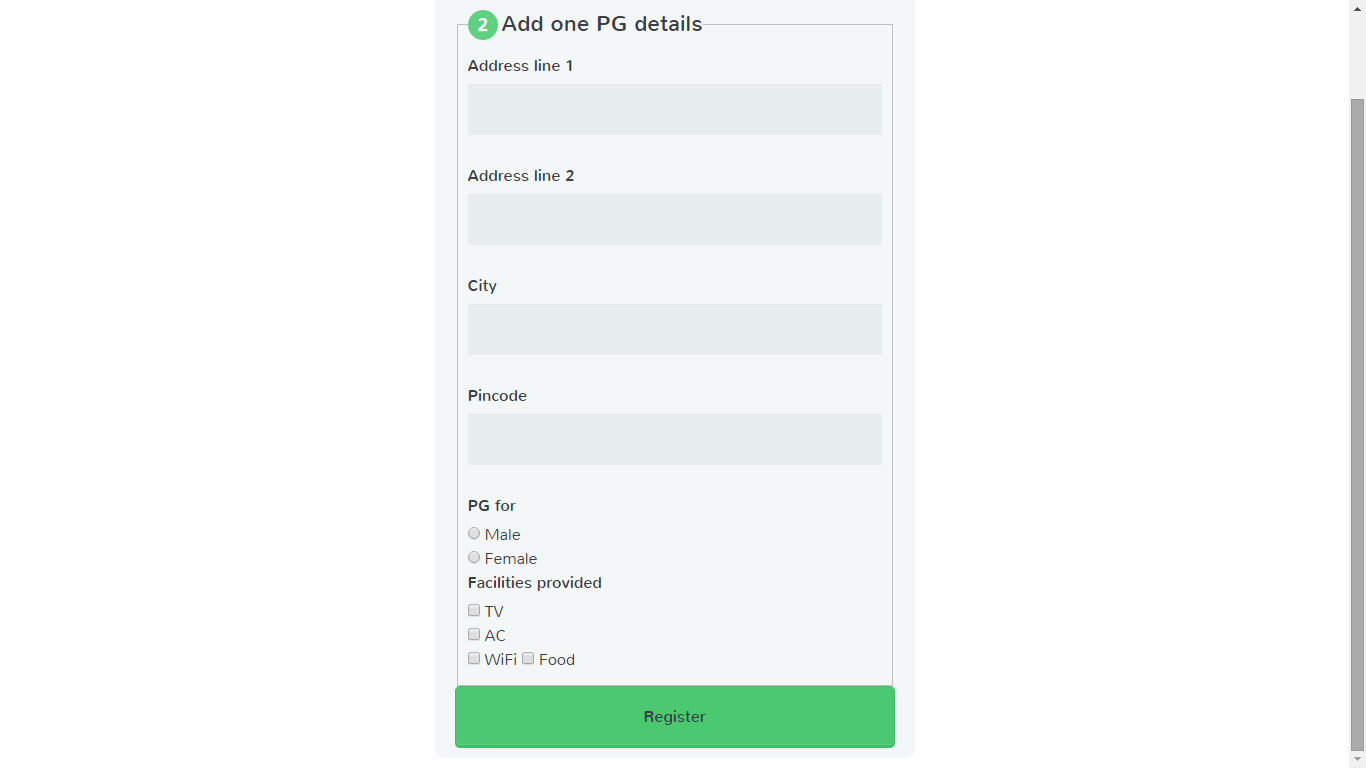 2 Add one PG details
Address line 1
Address line 2
City
Pincode
PG for
Male
Female
Facilities provided
TV
AC
WiFi Food
Register